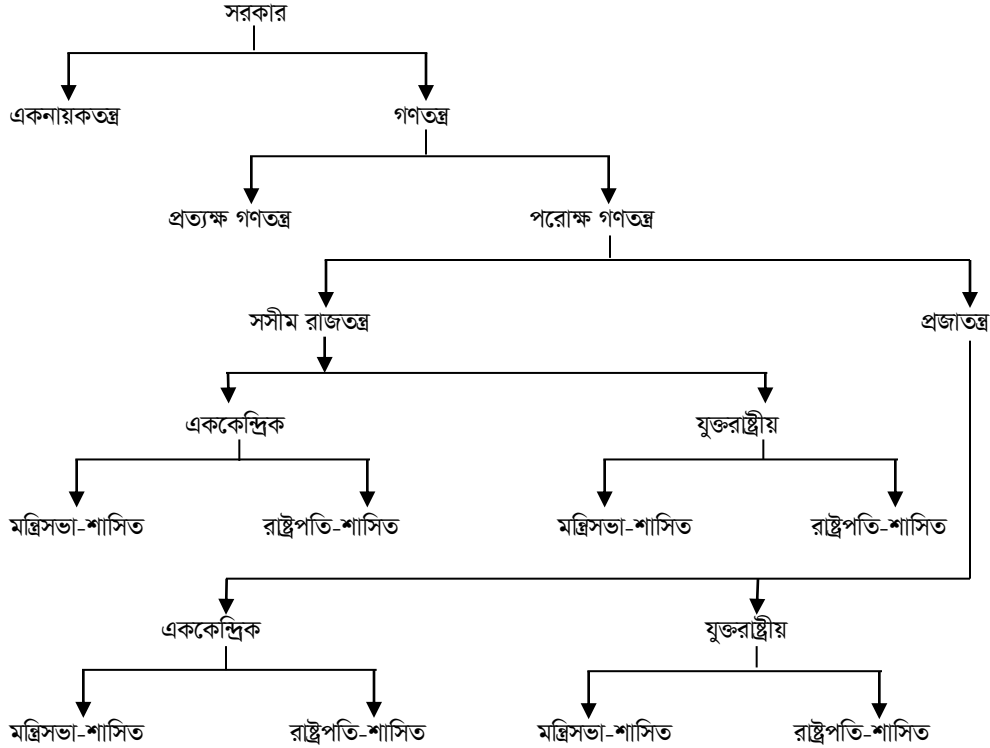 সরকার
একনায়কতন্ত্র গণতন্ত্র
প্রত্যক্ষ গণতন্ত্র পরোক্ষ গণতন্ত্র
সসীম রাজতন্ত্র প্রজাতন্ত্র
এককেন্দ্রিক যুক্তরাষ্ট্রীয়
মন্ত্রিসভা-শাসিত রাষ্ট্রপতি-শাসিত মন্ত্রিসভা-শাসিত রাষ্ট্রপতি-শাসিত
এককেন্দ্রিক যুক্তরাষ্ট্রীয়
মন্ত্রিসভা-শাসিত রাষ্ট্রপতি-শাসিত মন্ত্রিসভা-শাসিত রাষ্ট্রপতি-শাসিত